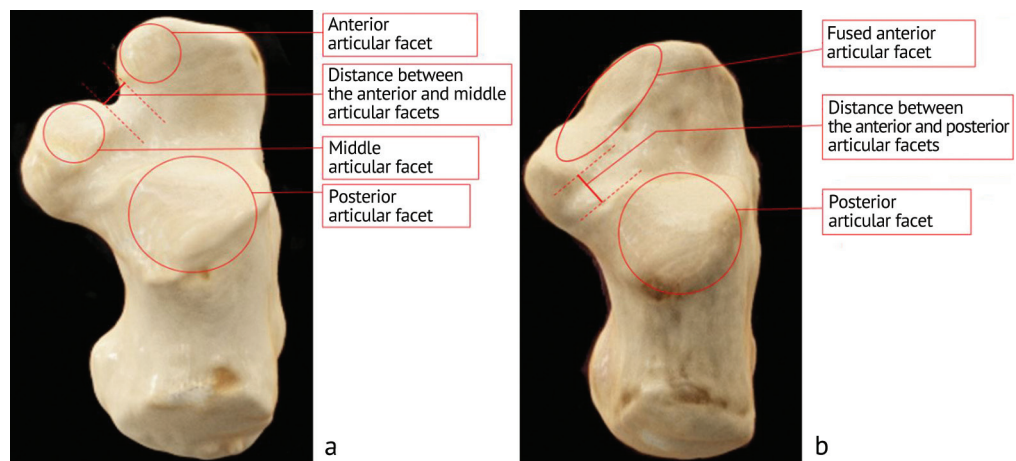 Anterior
articular facet
Distance between
the anterior and middle
articular facets
Middle
articular facet
Posterior
articular facet
a
Fused anterior
articular facet
Distance between
the anterior and posterior
articular facets
Posterior
articular facet
b